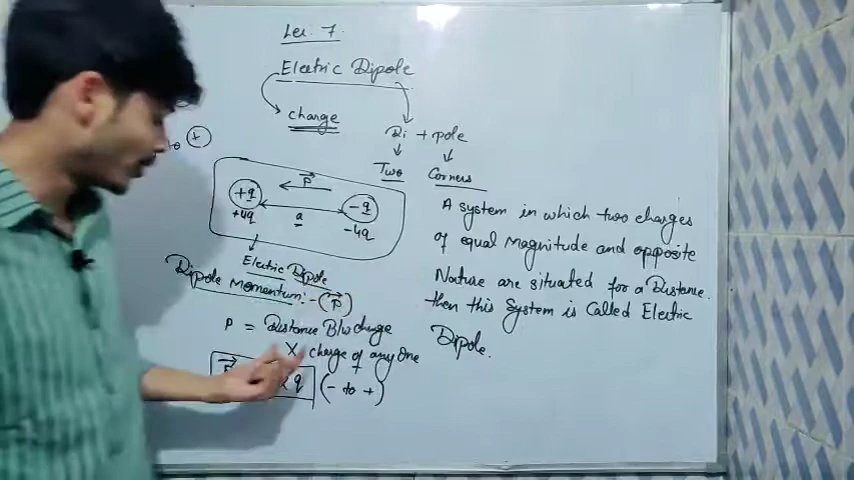 Lec. 7.
Electric Dipole
charge
Di + pole
Two Corners
+
P
+q -q
+4q a -4q
Electric Dipole
Dipole Momentum:- (P)
P = Distance B/w charge
X charge of any one
q (- to +)
A system in which two charges
of equal Magnitude and opposite
Nature are situated for a Distance.
then this System is Called Electric
Dipole.